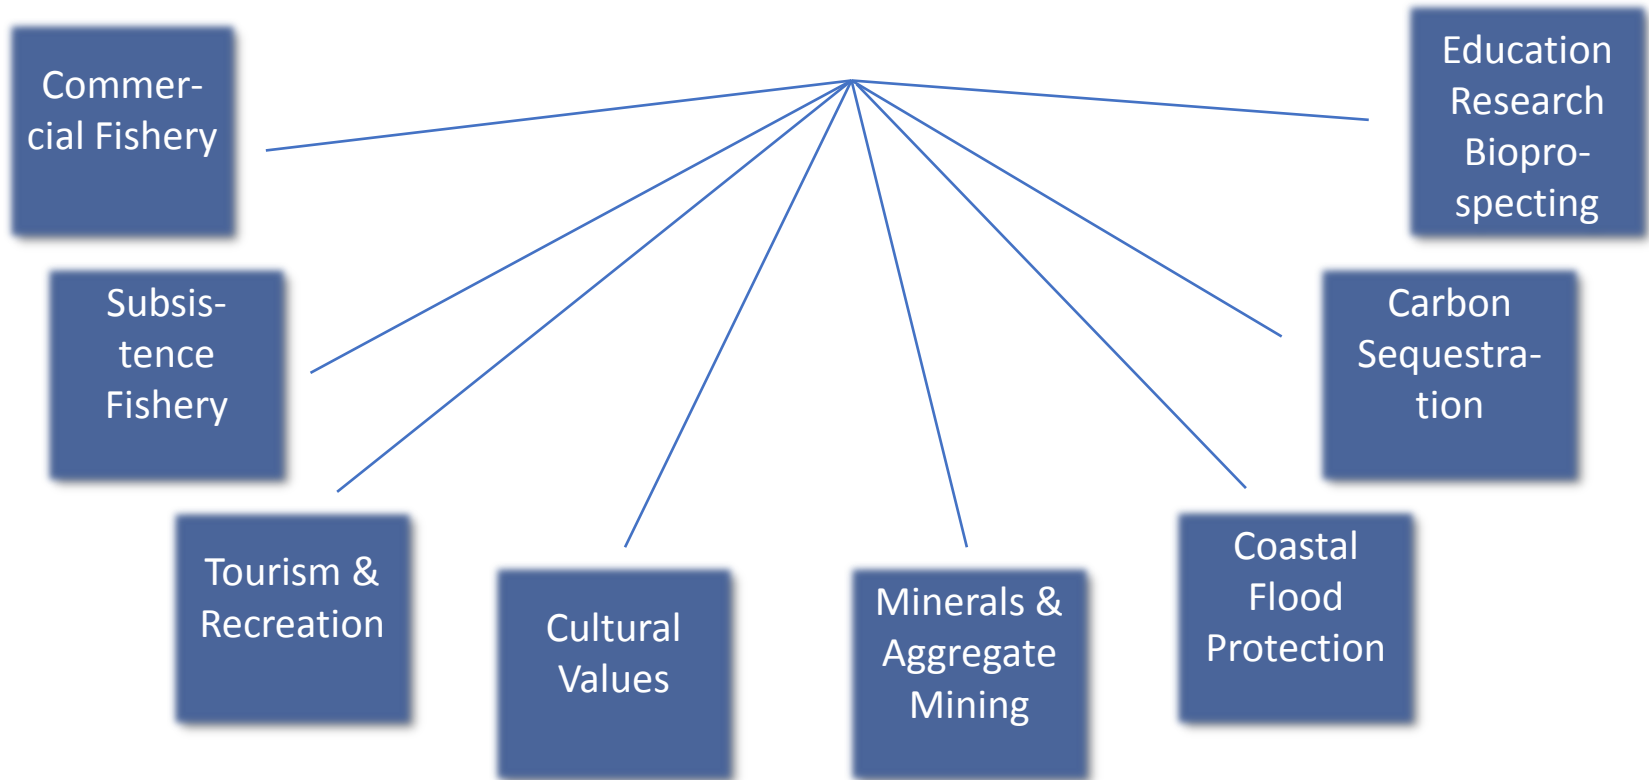 Commer-
cial Fishery
Education
Research
Biopro-
specting
Subsis-
tence
Fishery
Carbon
Sequestra-
tion
Tourism &
Recreation
Cultural
Values
Minerals &
Aggregate
Mining
Coastal
Flood
Protection